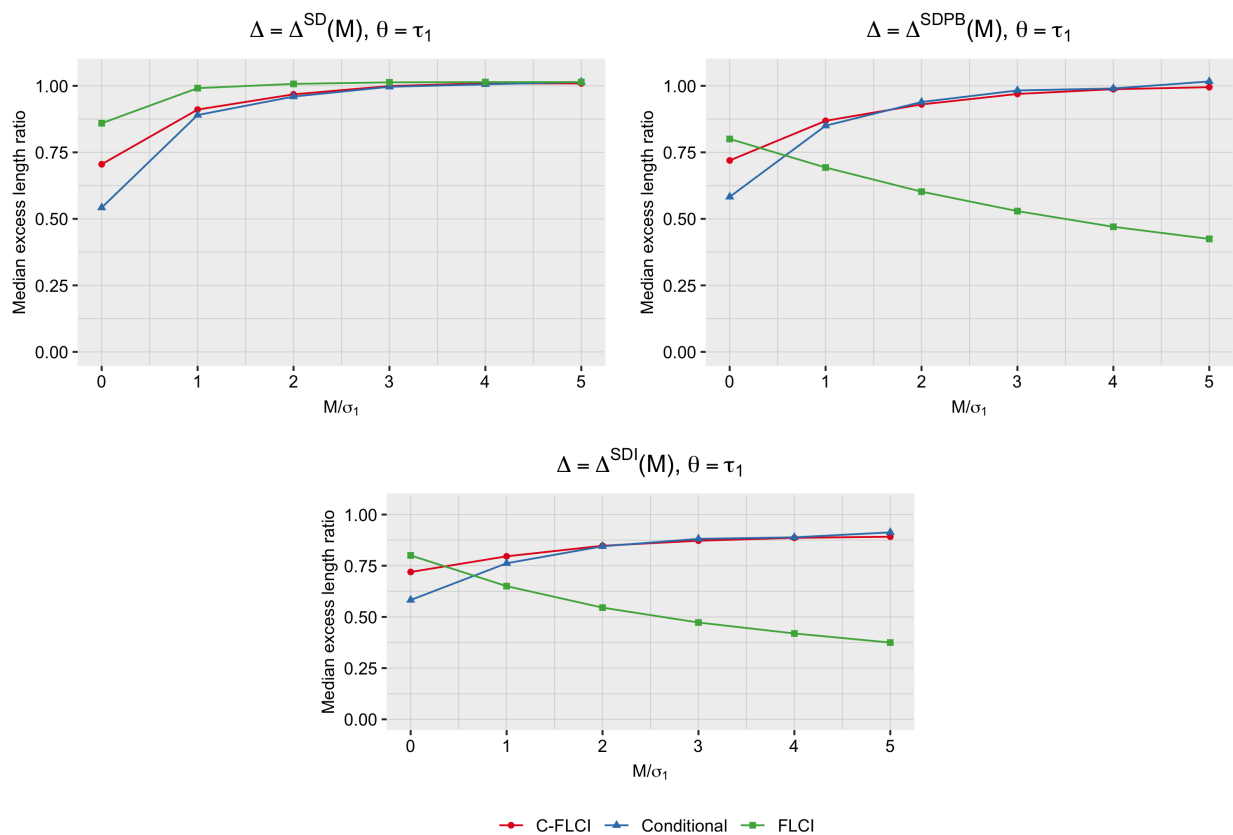 Δ = Δ^SD(M), θ = τ₁
Median excess length ratio
1.00
0.75
0.50
0.25
0.00
0 1 2 3 4 5
M/σ₁
Δ = Δ^SDPB(M), θ = τ₁
Median excess length ratio
1.00
0.75
0.50
0.25
0.00
0 1 2 3 4 5
M/σ₁
Δ = Δ^SDI(M), θ = τ₁
Median excess length ratio
1.00
0.75
0.50
0.25
0.00
0 1 2 3 4 5
M/σ₁
C-FLCI Conditional FLCI